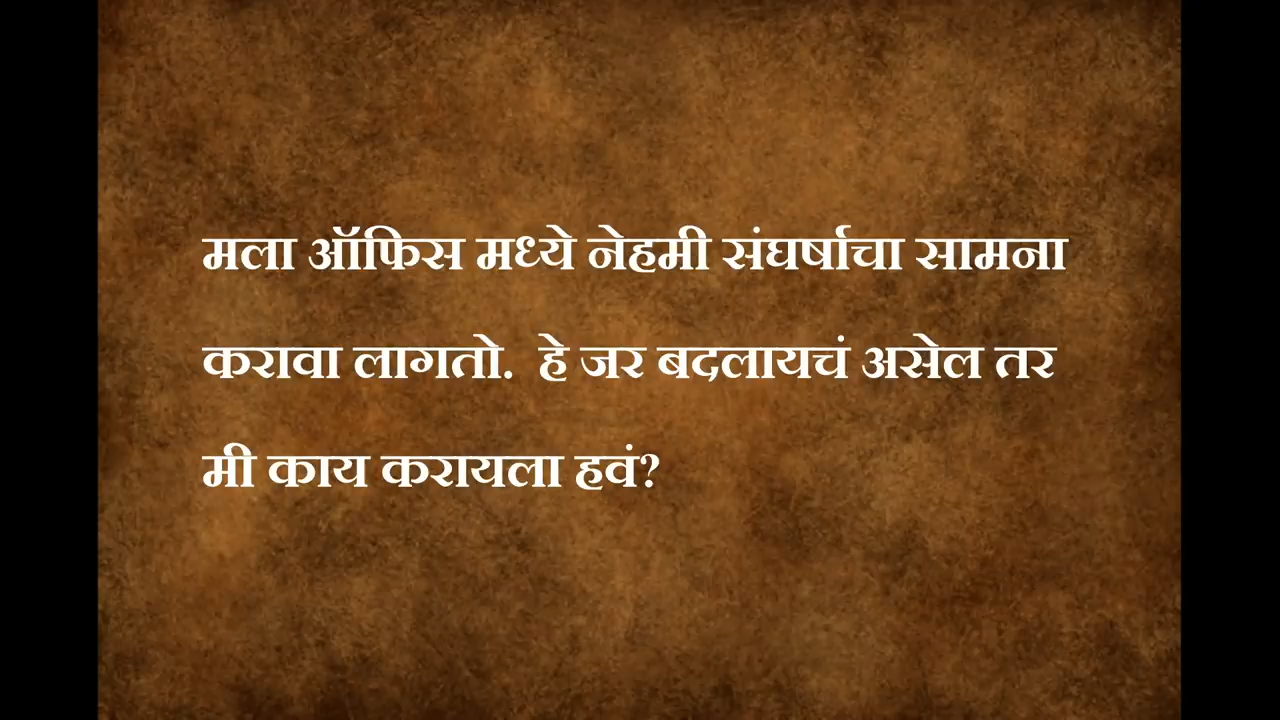 मला ऑफिस मध्ये नेहमी संघर्षाचा सामना
करावा लागतो.  हे जर बदलायचं असेल तर
मी काय करायला हवं?